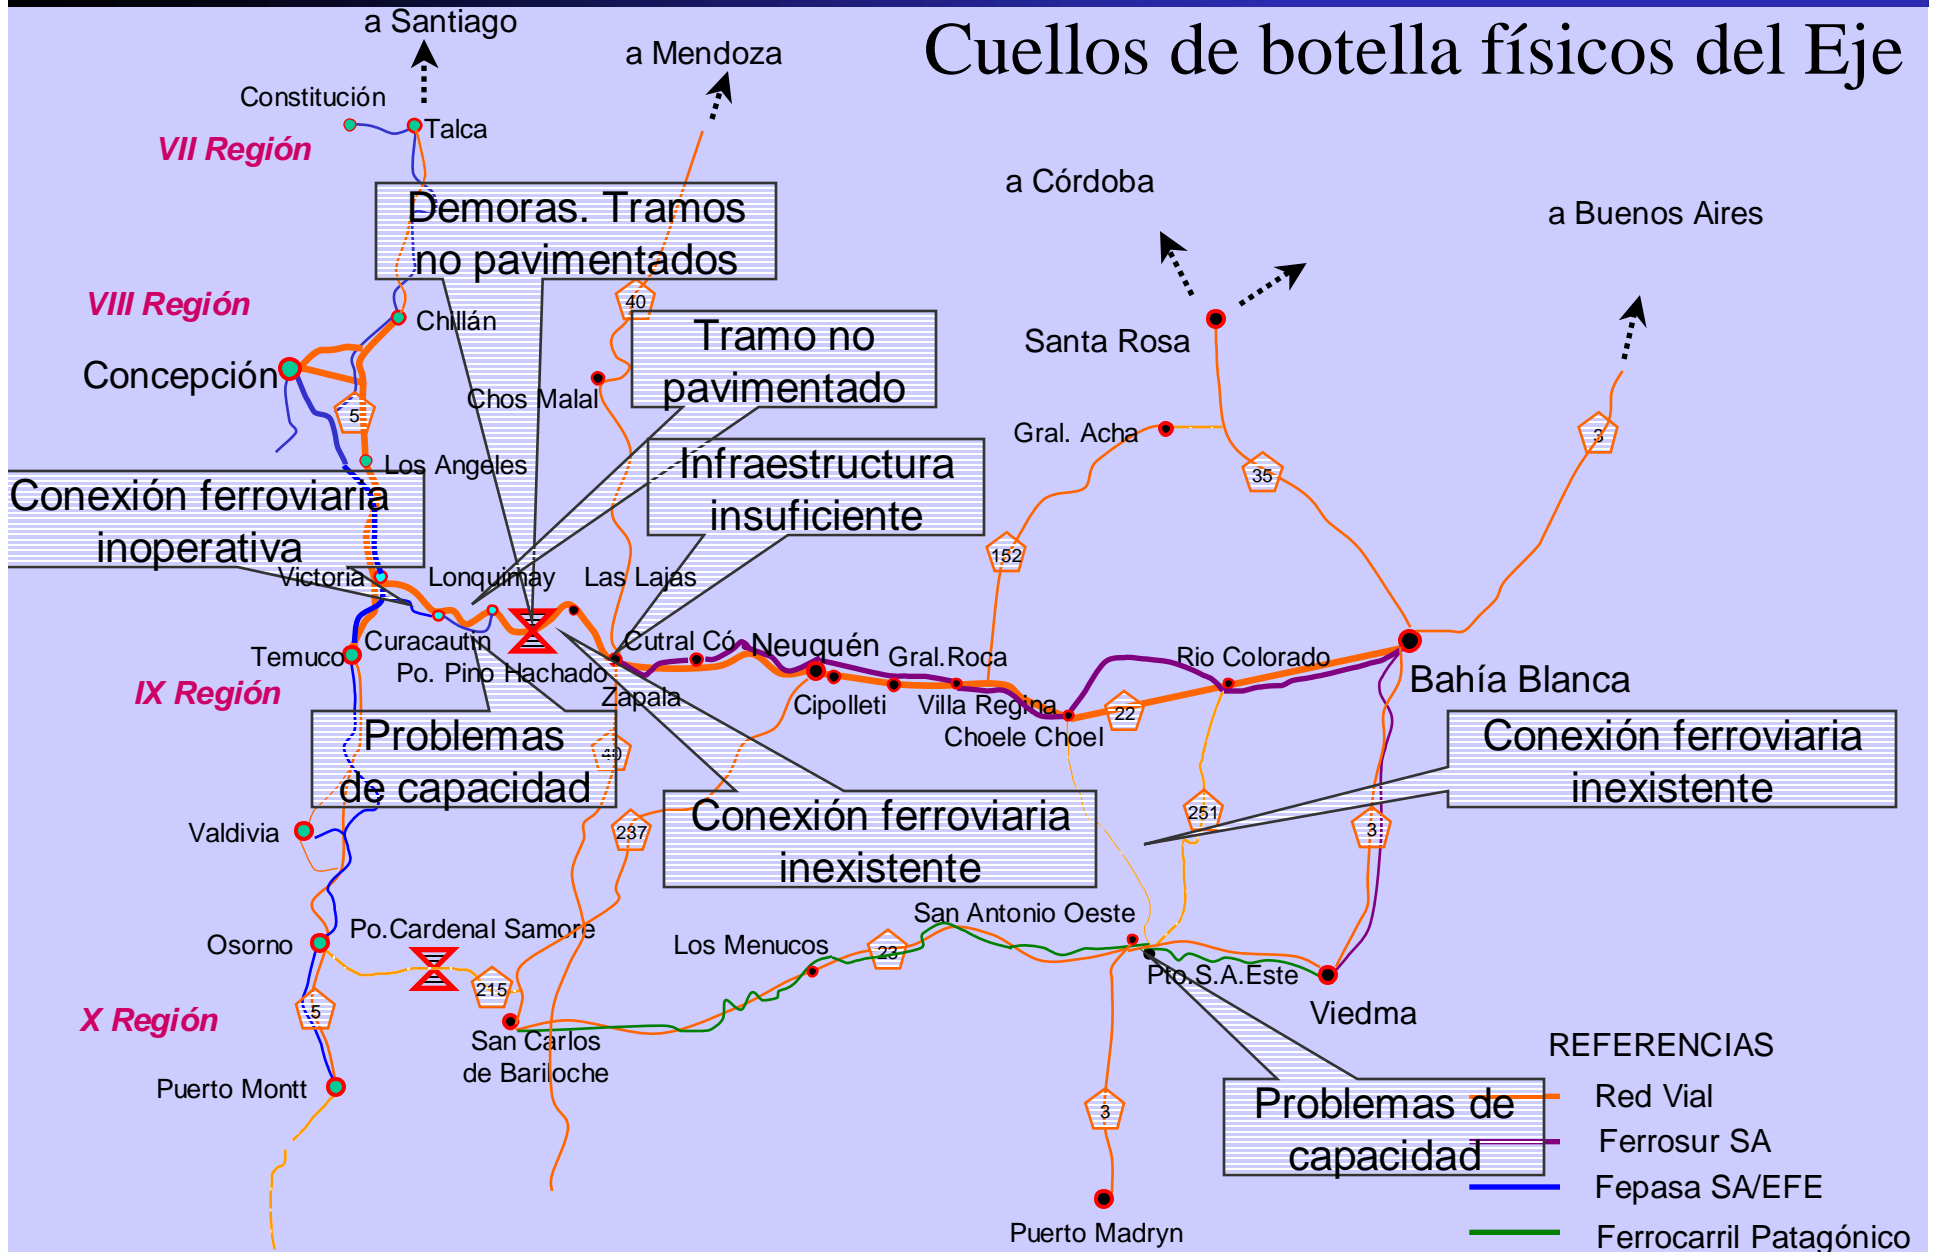 Cuellos de botella físicos del Eje
a Santiago
a Mendoza
Constitución
Talca
VII Región
a Córdoba
a Buenos Aires
Demoras. Tramos
no pavimentados
40
VIII Región
Chillán
Tramo no
pavimentado
Santa Rosa
Concepción
Chos Malal
5
Gral. Acha
3
35
Los Angeles
Infraestructura
insuficiente
Conexión ferroviaria
inoperativa
152
Victoria
Lonquimay
Las Lajas
Curacautin
Cutral Có
Neuquén
Gral.Roca
Rio Colorado
Temuco
Po. Pino Hachado
Bahía Blanca
IX Región
Zapala
Cipolleti
Villa Regina
22
Choele Choel
Problemas
de capacidad
40
Conexión ferroviaria
inexistente
Conexión ferroviaria
inexistente
251
3
Valdivia
237
San Antonio Oeste
Po.Cardenal Samore
Osorno
Los Menucos
23
Pto.S.A.Este
215
5
X Región
Viedma
San Carlos
de Bariloche
Puerto Montt
3
Problemas de
capacidad
Puerto Madryn
REFERENCIAS
Red Vial
Ferrosur SA
Fepasa SA/EFE
Ferrocarril Patagónico